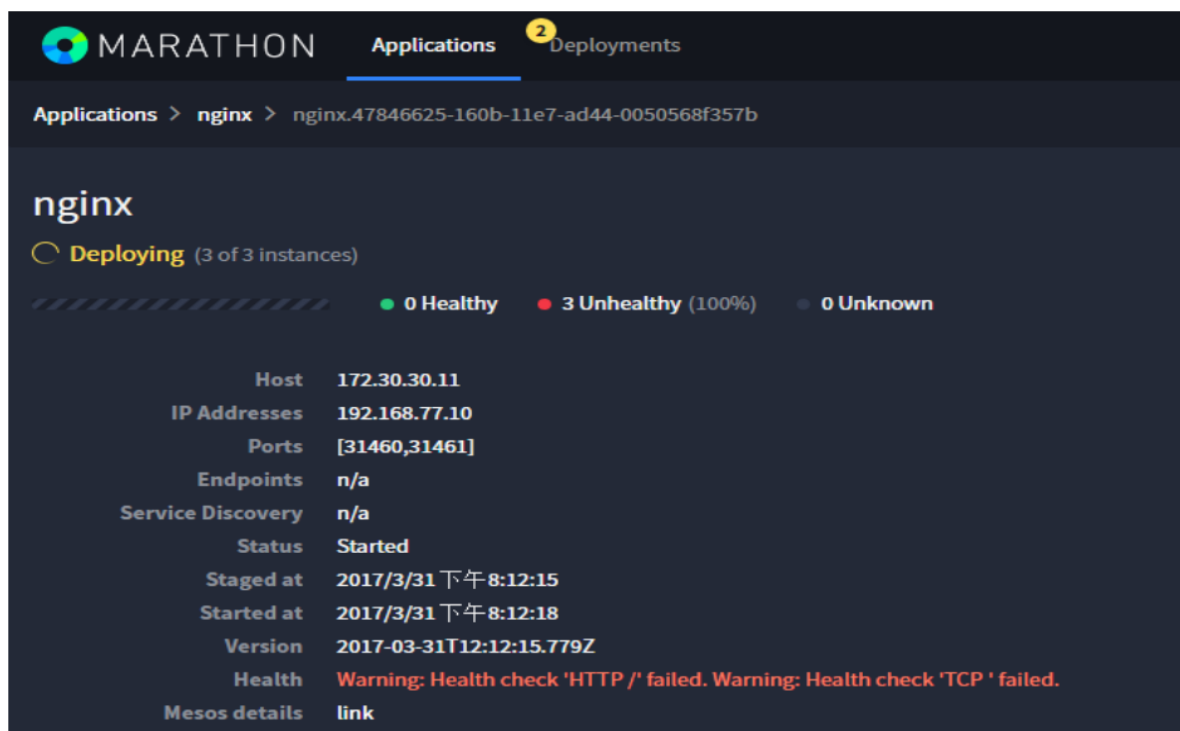 MARATHON Applications 2 Deployments
Applications > nginx > nginx.47846625-160b-11e7-ad44-0050568f357b
nginx
Deploying (3 of 3 instances)
0 Healthy 3 Unhealthy (100%) 0 Unknown
Host 172.30.30.11
IP Addresses 192.168.77.10
Ports [31460,31461]
Endpoints n/a
Service Discovery n/a
Status Started
Staged at 2017/3/31 下午8:12:15
Started at 2017/3/31 下午8:12:18
Version 2017-03-31T12:12:15.779Z
Health Warning: Health check 'HTTP /' failed. Warning: Health check 'TCP ' failed.
Mesos details link